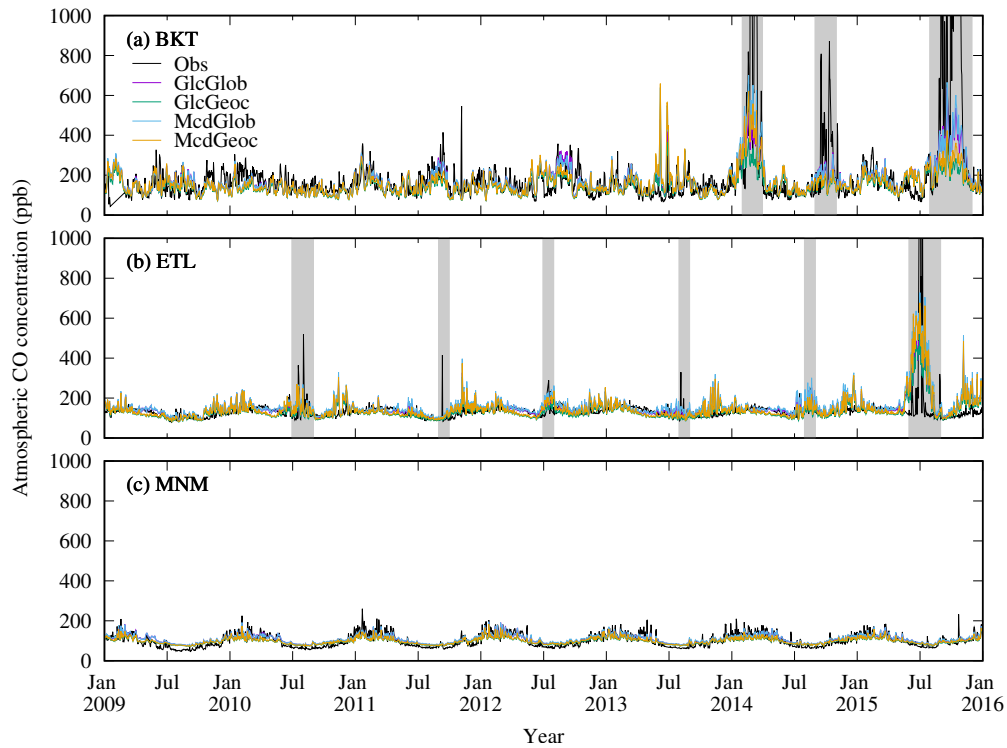 Atmospheric CO concentration (ppb)
1000
800
600
400
200
0
(a) BKT
Obs
GlcGlob
GlcGeoc
McdGlob
McdGeoc
1000
800
600
400
200
0
(b) ETL
1000
800
600
400
200
0
(c) MNM
Jan Jul Jan Jul Jan Jul Jan Jul Jan Jul Jan Jul Jan Jul Jan
2009 2010 2011 2012 2013 2014 2015 2016
Year